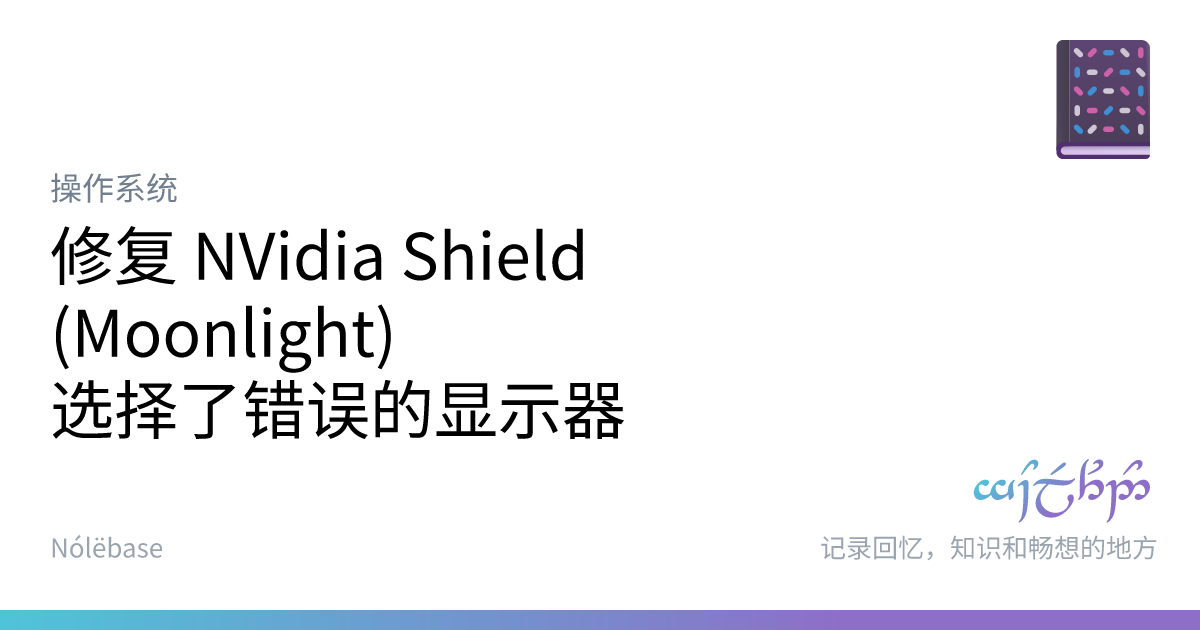 操作系统
修复 NVidia Shield
(Moonlight)
选择了错误的显示器
Nólëbase
记录回忆，知识和畅想的地方